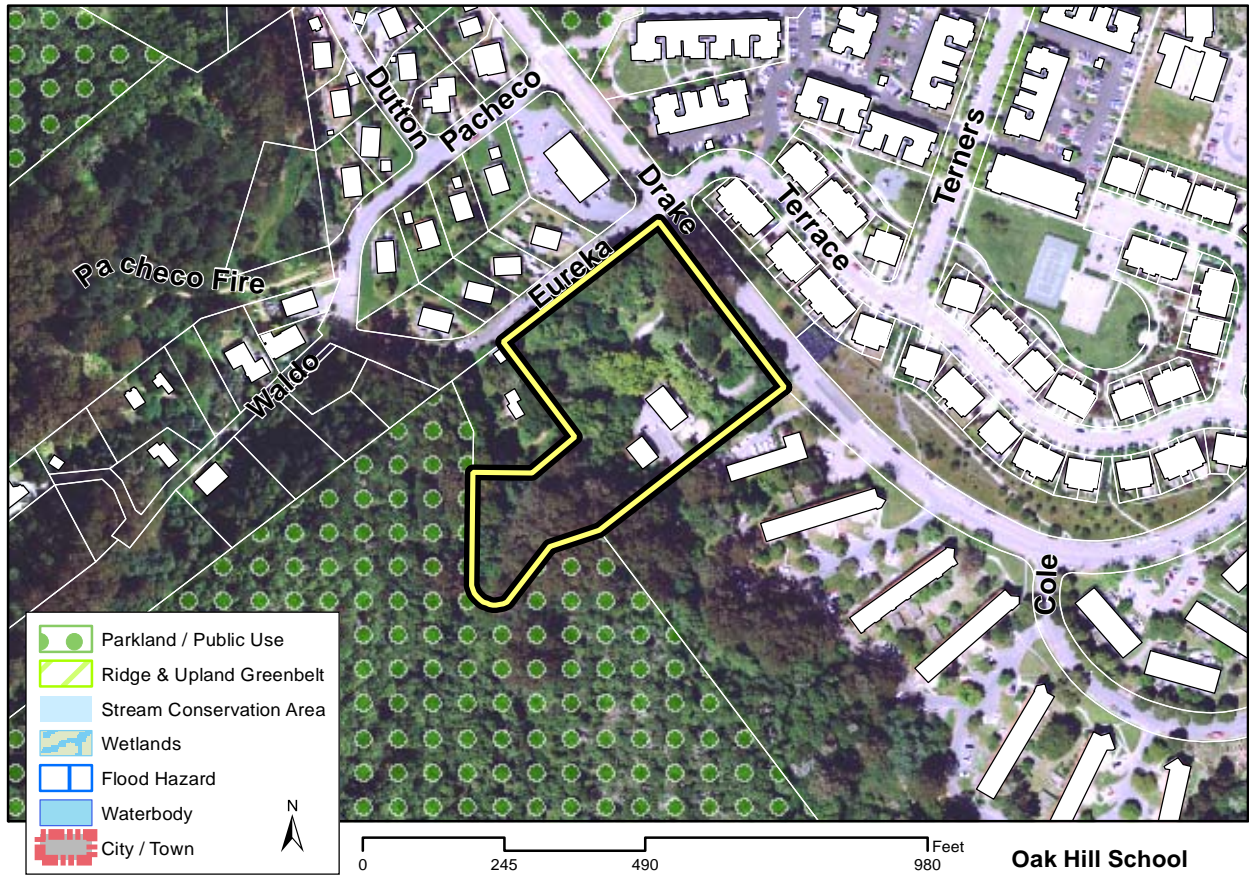 Dutton
Pacheco
Drake
Terrace
Terners
Pa checo Fire
Eureka
Waldo
Cole
Parkland / Public Use
Ridge & Upland Greenbelt
Stream Conservation Area
Wetlands
Flood Hazard
Waterbody
City / Town
N
Feet
0 245 490 980
Oak Hill School